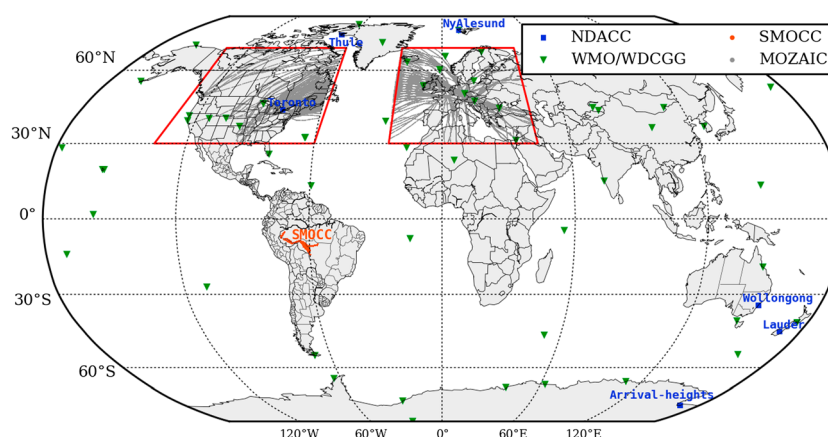 NyAlesund
Thule
NDACC
SMOCC
WMO/WDCGG
MOZAIC
60°N
Toronto
30°N
0°
SMOCC
30°S
Wollongong
Lauder
60°S
Arrival-heights
120°W
60°W
0°
60°E
120°E